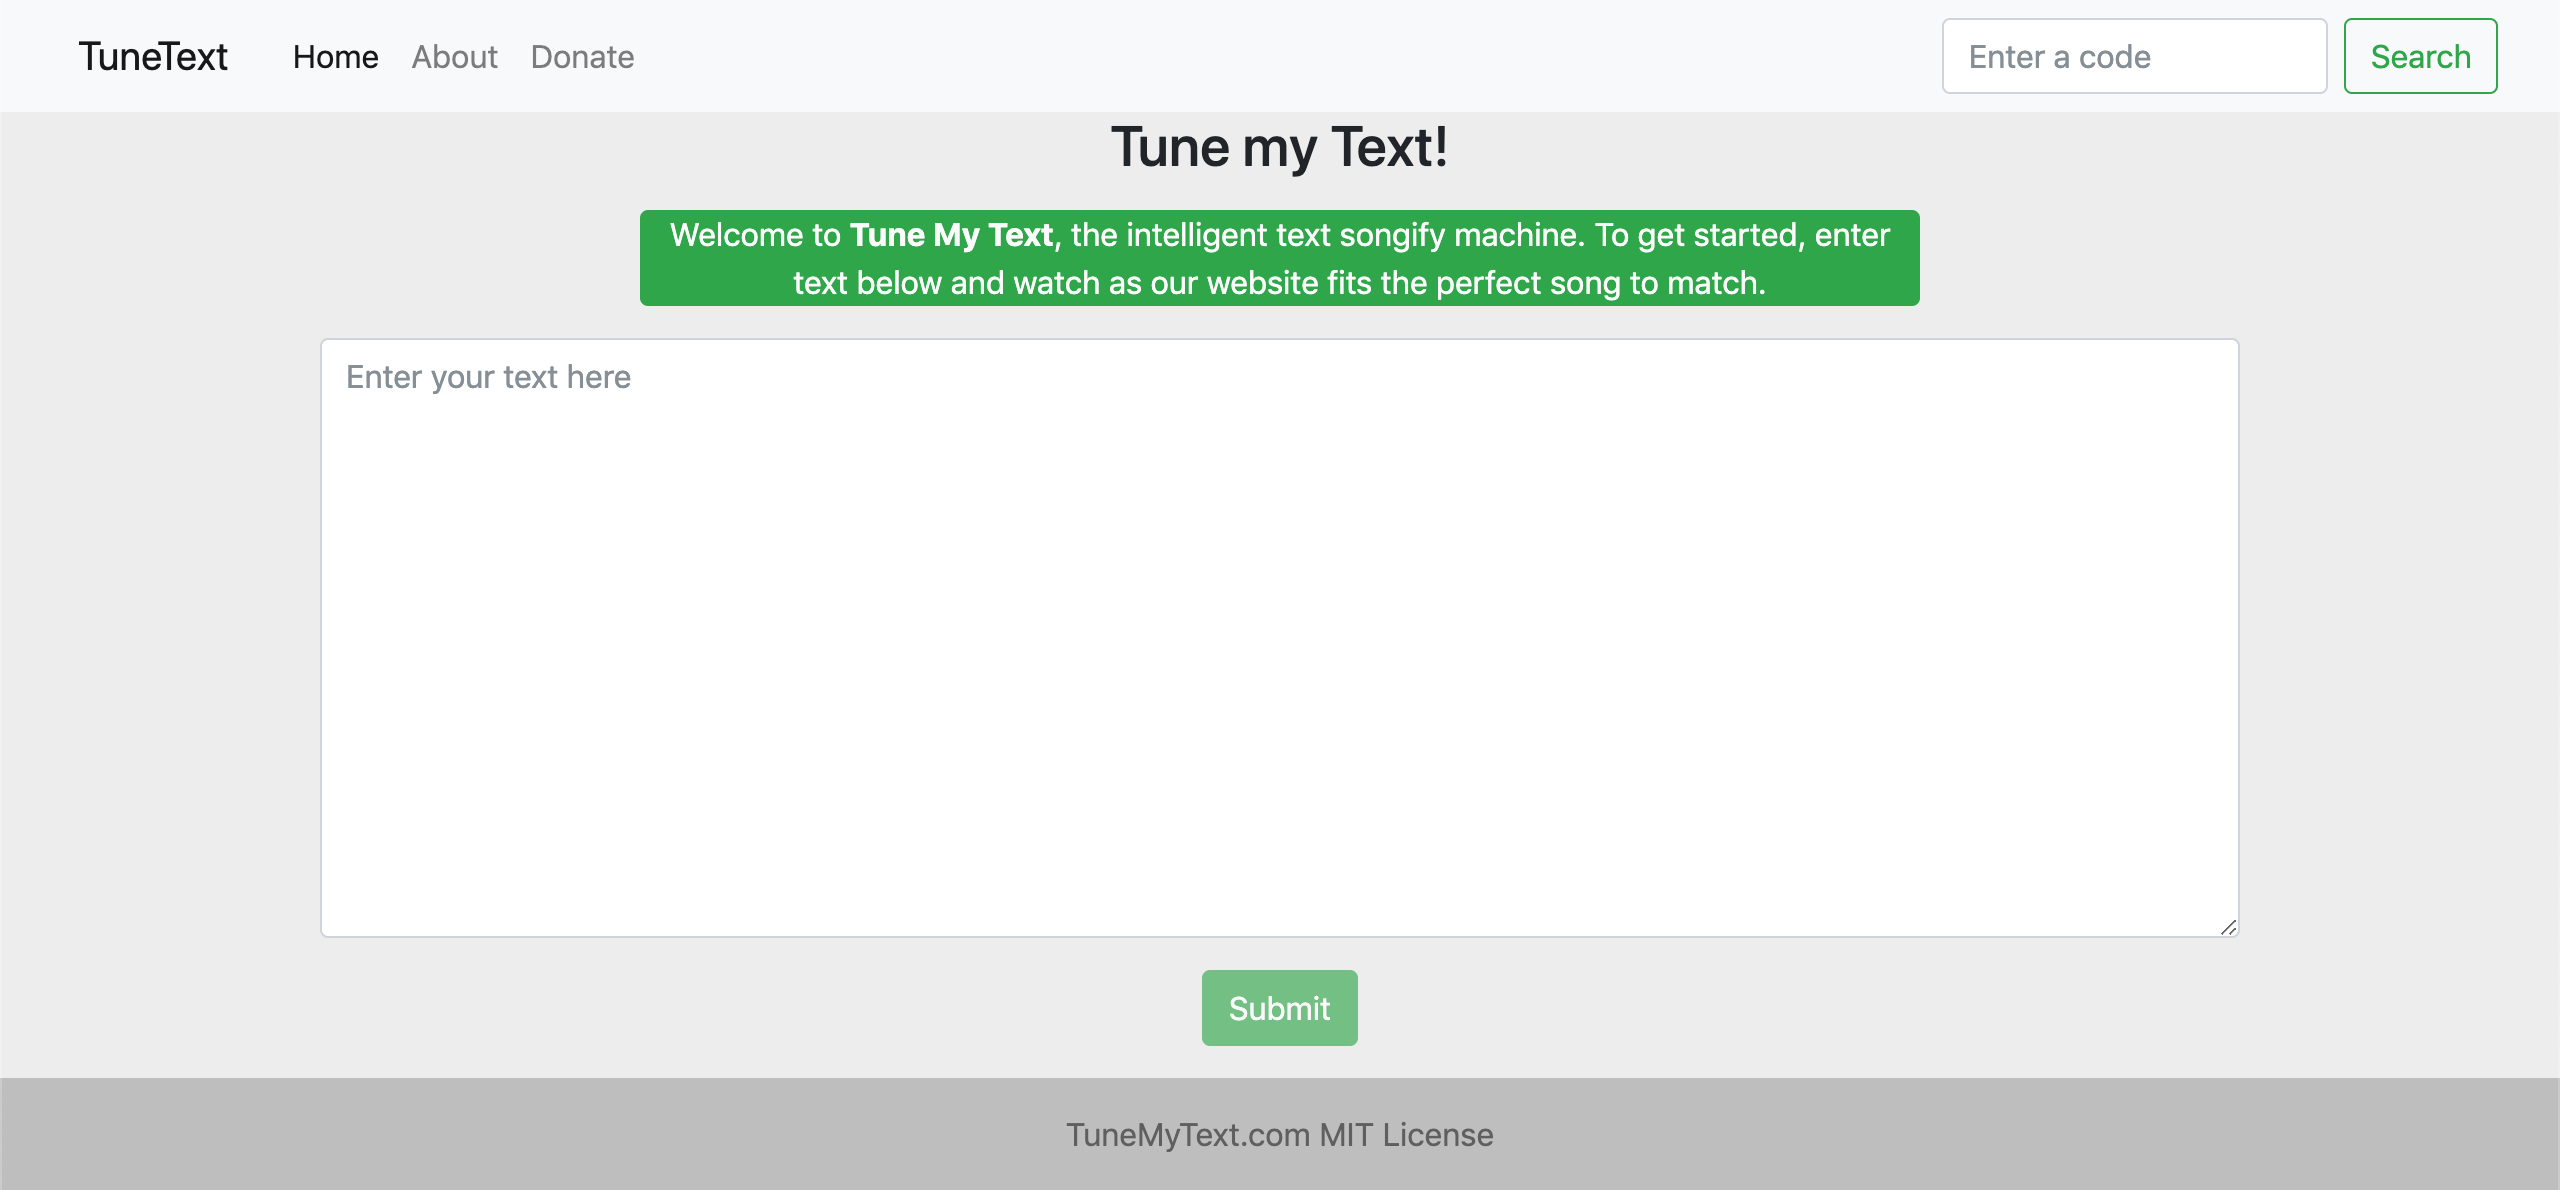 TuneText Home About Donate Enter a code Search
Tune my Text!
Welcome to Tune My Text, the intelligent text songify machine. To get started, enter
text below and watch as our website fits the perfect song to match.
Enter your text here
Submit
TuneMyText.com MIT License